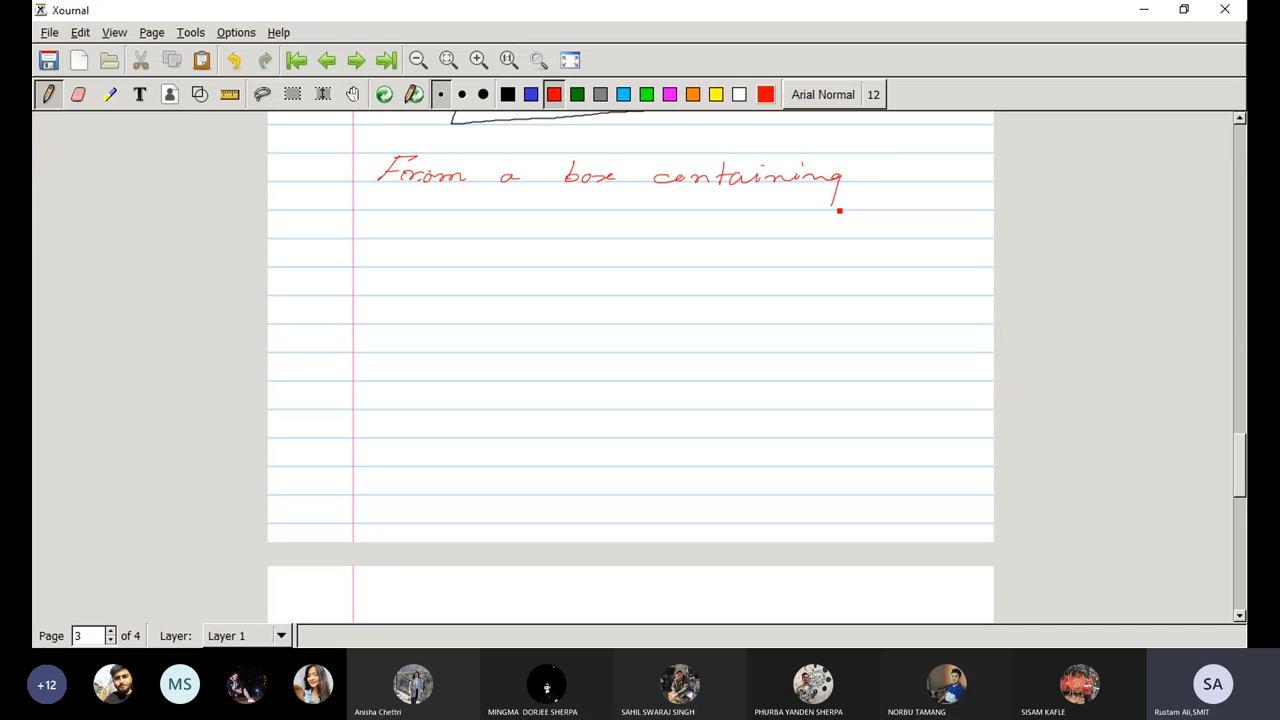 Xournal
File Edit View Page Tools Options Help
T Arial Normal 12
From a box containing
Page 3 of 4 Layer: Layer 1
+12 MS SA
Anisha Chettri MINGMA DORJEE SHERPA SAHIL SWARAJ SINGH PHURBA YANDEN SHERPA NORBU TAMANG SISAM KAFLE Rustam Ali,SMIT